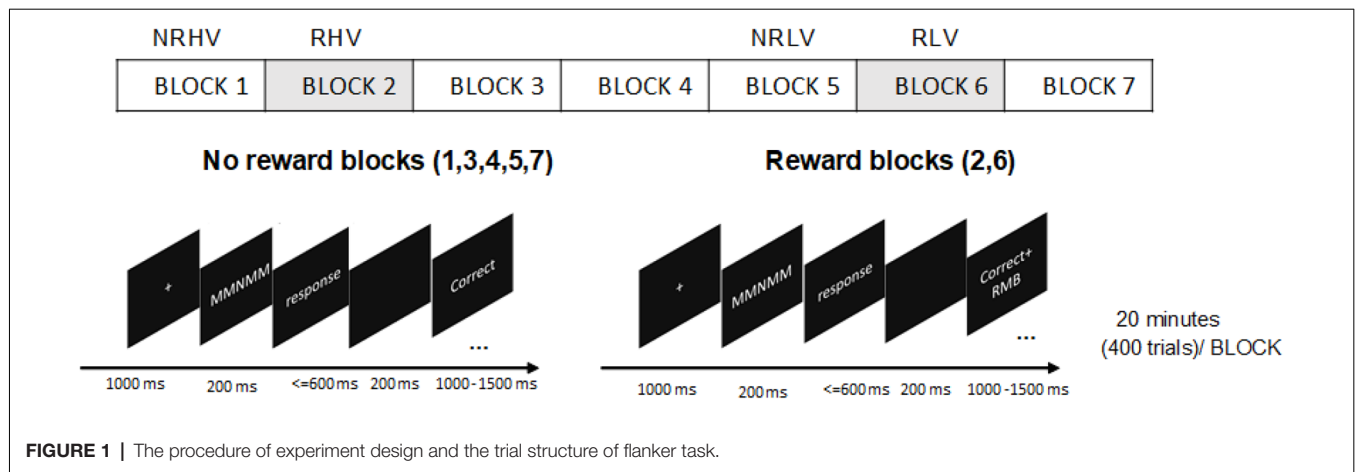 NRHV RHV NRLV RLV
BLOCK 1 BLOCK 2 BLOCK 3 BLOCK 4 BLOCK 5 BLOCK 6 BLOCK 7
No reward blocks (1,3,4,5,7) Reward blocks (2,6)
+ MMNMM response Correct
...
+ MMNMM response Correct+
RMB
...
20 minutes
(400 trials)/ BLOCK
1000 ms 200 ms <=600ms 200 ms 1000-1500 ms
1000 ms 200ms <=600ms 200 ms 1000-1500 ms
FIGURE 1 | The procedure of experiment design and the trial structure of flanker task.